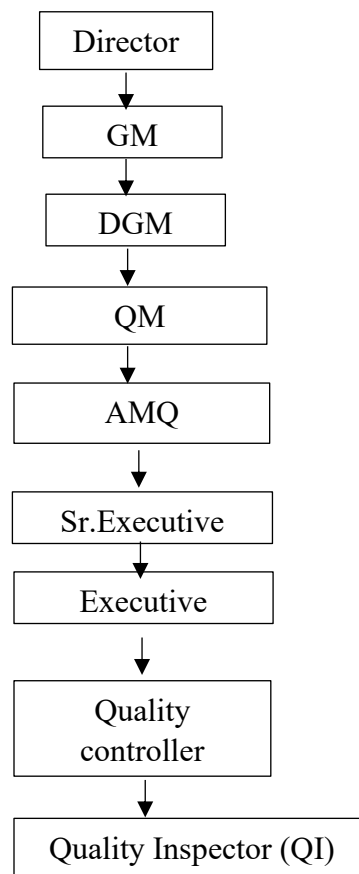 Director
GM
DGM
QM
AMQ
Sr.Executive
Executive
Quality
controller
Quality Inspector (QI)